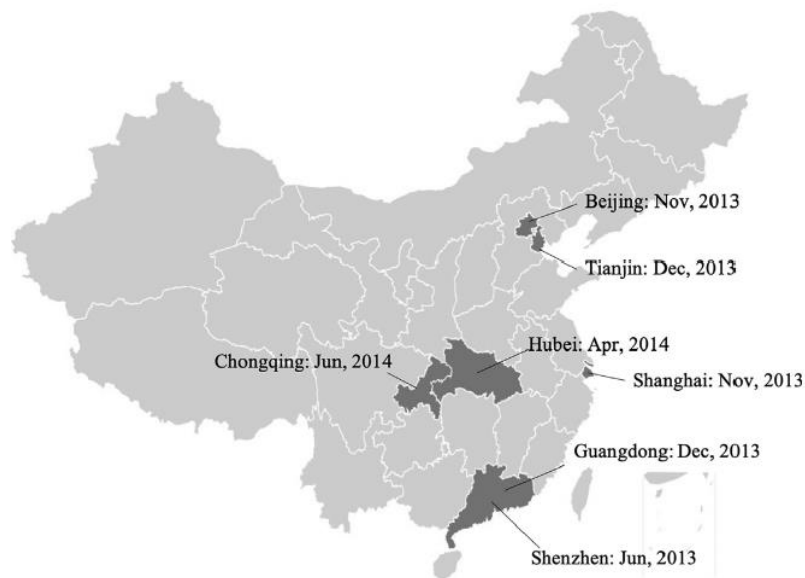 Beijing: Nov, 2013
Tianjin: Dec, 2013
Hubei: Apr, 2014
Chongqing: Jun, 2014
Shanghai: Nov, 2013
Guangdong: Dec, 2013
Shenzhen: Jun, 2013